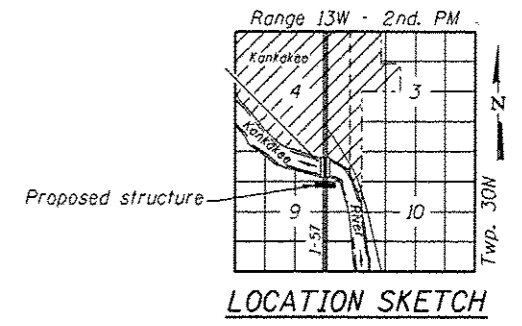 Range 13W - 2nd. PM
Kankakee
4
3
N
Kankakee
Twp. 30N
Proposed structure
9
I-57
River
10
LOCATION SKETCH